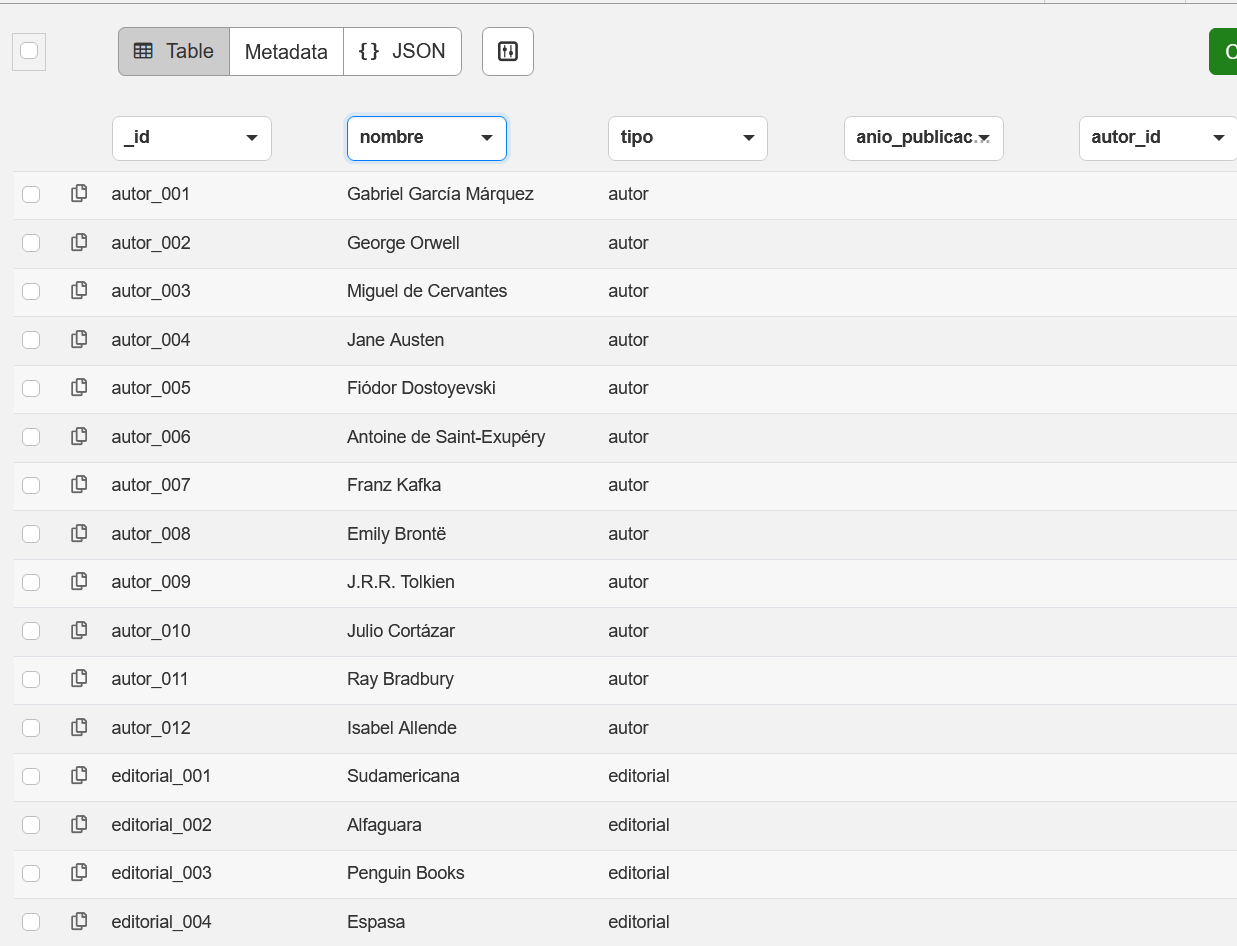 Table Metadata {} JSON
_id nombre tipo anio_publicac... autor_id
autor_001 Gabriel García Márquez autor
autor_002 George Orwell autor
autor_003 Miguel de Cervantes autor
autor_004 Jane Austen autor
autor_005 Fiódor Dostoyevski autor
autor_006 Antoine de Saint-Exupéry autor
autor_007 Franz Kafka autor
autor_008 Emily Brontë autor
autor_009 J.R.R. Tolkien autor
autor_010 Julio Cortázar autor
autor_011 Ray Bradbury autor
autor_012 Isabel Allende autor
editorial_001 Sudamericana editorial
editorial_002 Alfaguara editorial
editorial_003 Penguin Books editorial
editorial_004 Espasa editorial